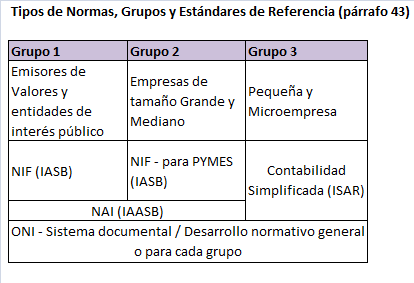 Tipos de Normas, Grupos y Estándares de Referencia (párrafo 43)
Grupo 1 Grupo 2 Grupo 3
Emisores de
Valores y
entidades de
interés público
Empresas de
tamaño Grande y
Mediano
Pequeña y
Microempresa
NIF (IASB)
NIF - para PYMES
(IASB)
Contabilidad
Simplificada (ISAR)
NAI (IAASB)
ONI - Sistema documental / Desarrollo normativo general
o para cada grupo